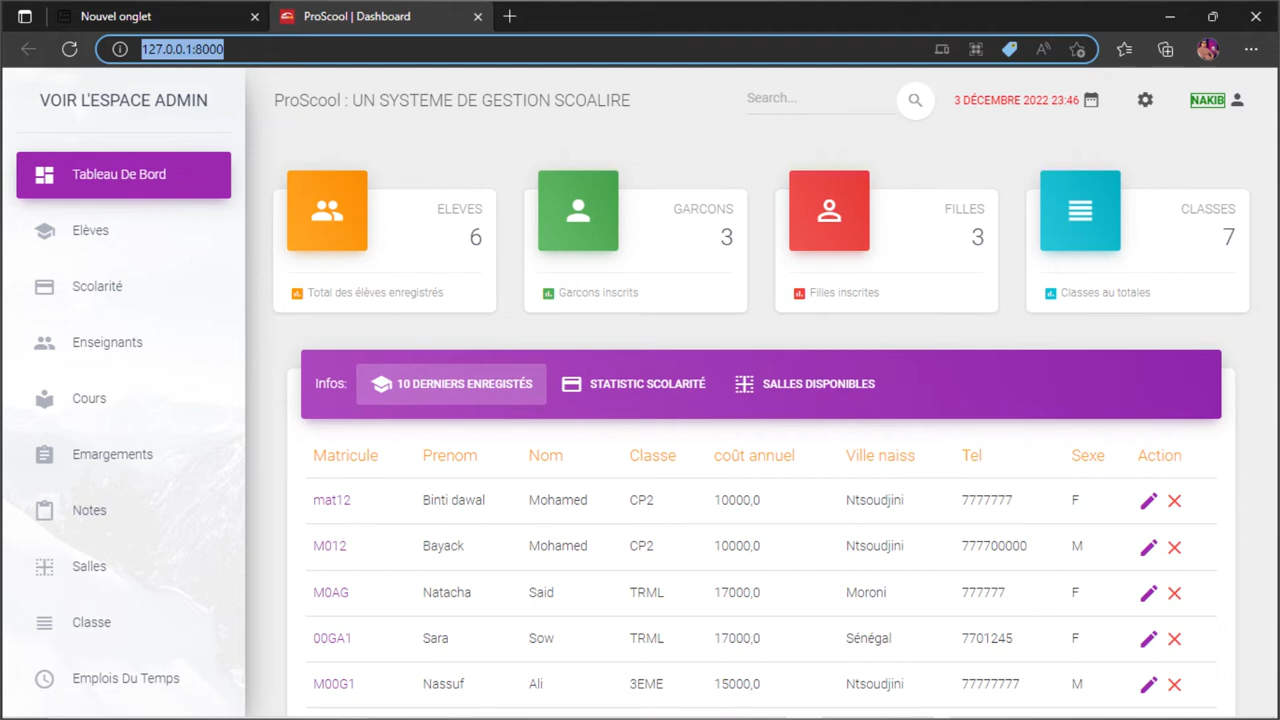 Nouvel onglet
ProScool | Dashboard
127.0.0.1:8000
VOIR L'ESPACE ADMIN
ProScool : UN SYSTEME DE GESTION SCOALIRE
Search...
3 DÉCEMBRE 2022 23:46
NAKIB
Tableau De Bord
Elèves
Scolarité
Enseignants
Cours
Emargements
Notes
Salles
Classe
Emplois Du Temps
ELEVES
6
Total des élèves enregistrés
GARCONS
3
Garcons inscrits
FILLES
3
Filles inscrites
CLASSES
7
Classes au totales
Infos: 10 DERNIERS ENREGISTÉS STATISTIC SCOLARITÉ SALLES DISPONIBLES
Matricule Prenom Nom Classe coût annuel Ville naiss Tel Sexe Action
mat12 Binti dawal Mohamed CP2 10000,0 Ntsoudjini 7777777 F
M012 Bayack Mohamed CP2 10000,0 Ntsoudjini 777700000 M
M0AG Natacha Said TRML 17000,0 Moroni 777777 F
00GA1 Sara Sow TRML 17000,0 Sénégal 7701245 F
M00G1 Nassuf Ali 3EME 15000,0 Ntsoudjini 77777777 M